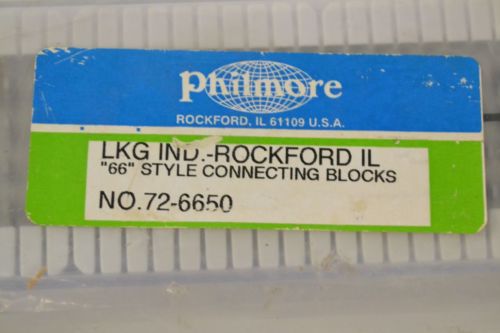 Philmore
ROCKFORD, IL 61109 U.S.A.
LKG IND.-ROCKFORD IL
"66" STYLE CONNECTING BLOCKS
NO.72-6650